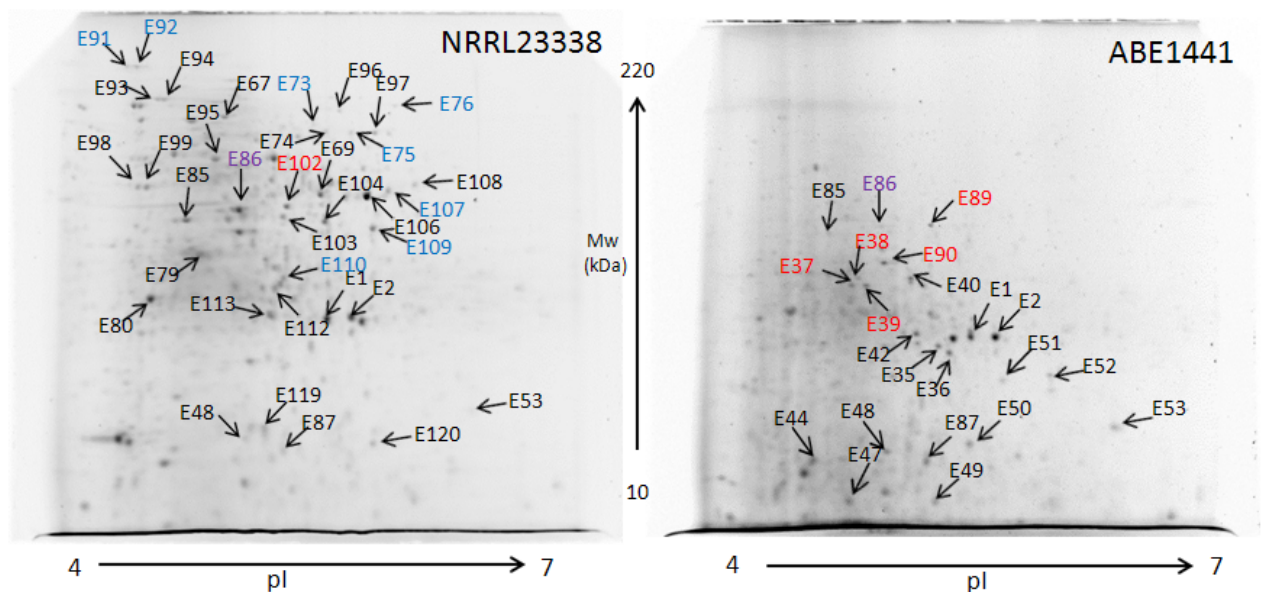 NRRL23338
E91
E92
E93
E94
E67
E73
E96
E97
E76
E95
E98
E99
E74
E75
E85
E86
E102
E69
E104
E108
E107
E106
E103
E109
E79
E110
E1
E2
E80
E113
E112
E48
E119
E87
E53
E120
4
pI
7
220
Mw
(kDa)
10
ABE1441
E85
E86
E89
E38
E37
E90
E40
E1
E2
E39
E42
E35
E36
E51
E52
E44
E48
E47
E87
E50
E53
E49
4
pI
7